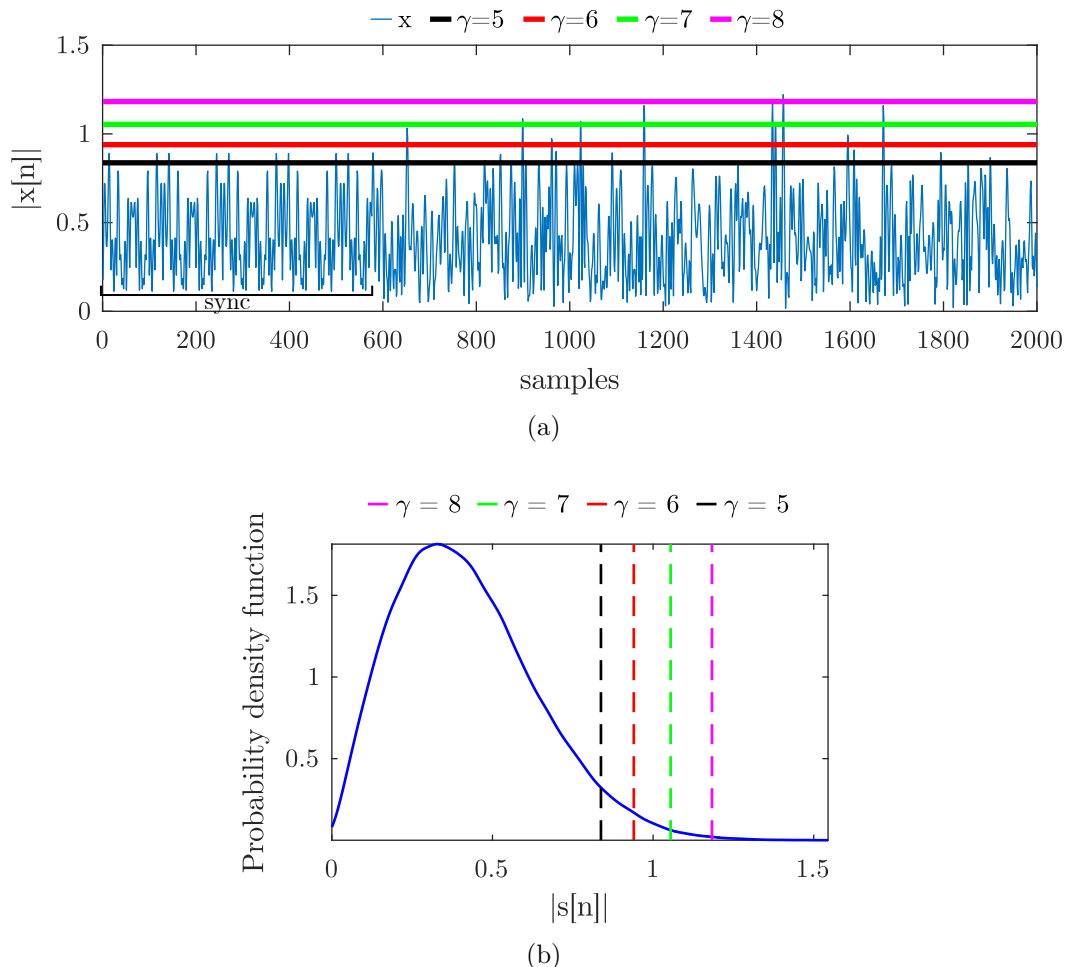 x γ=5 γ=6 γ=7 γ=8
1.5
1
0.5
0
|x[n]|
sync
0 200 400 600 800 1000 1200 1400 1600 1800 2000
samples
(a)
γ = 8 γ = 7 γ = 6 γ = 5
Probability density function
1.5
1
0.5
0 0.5 1 1.5
|s[n]|
(b)